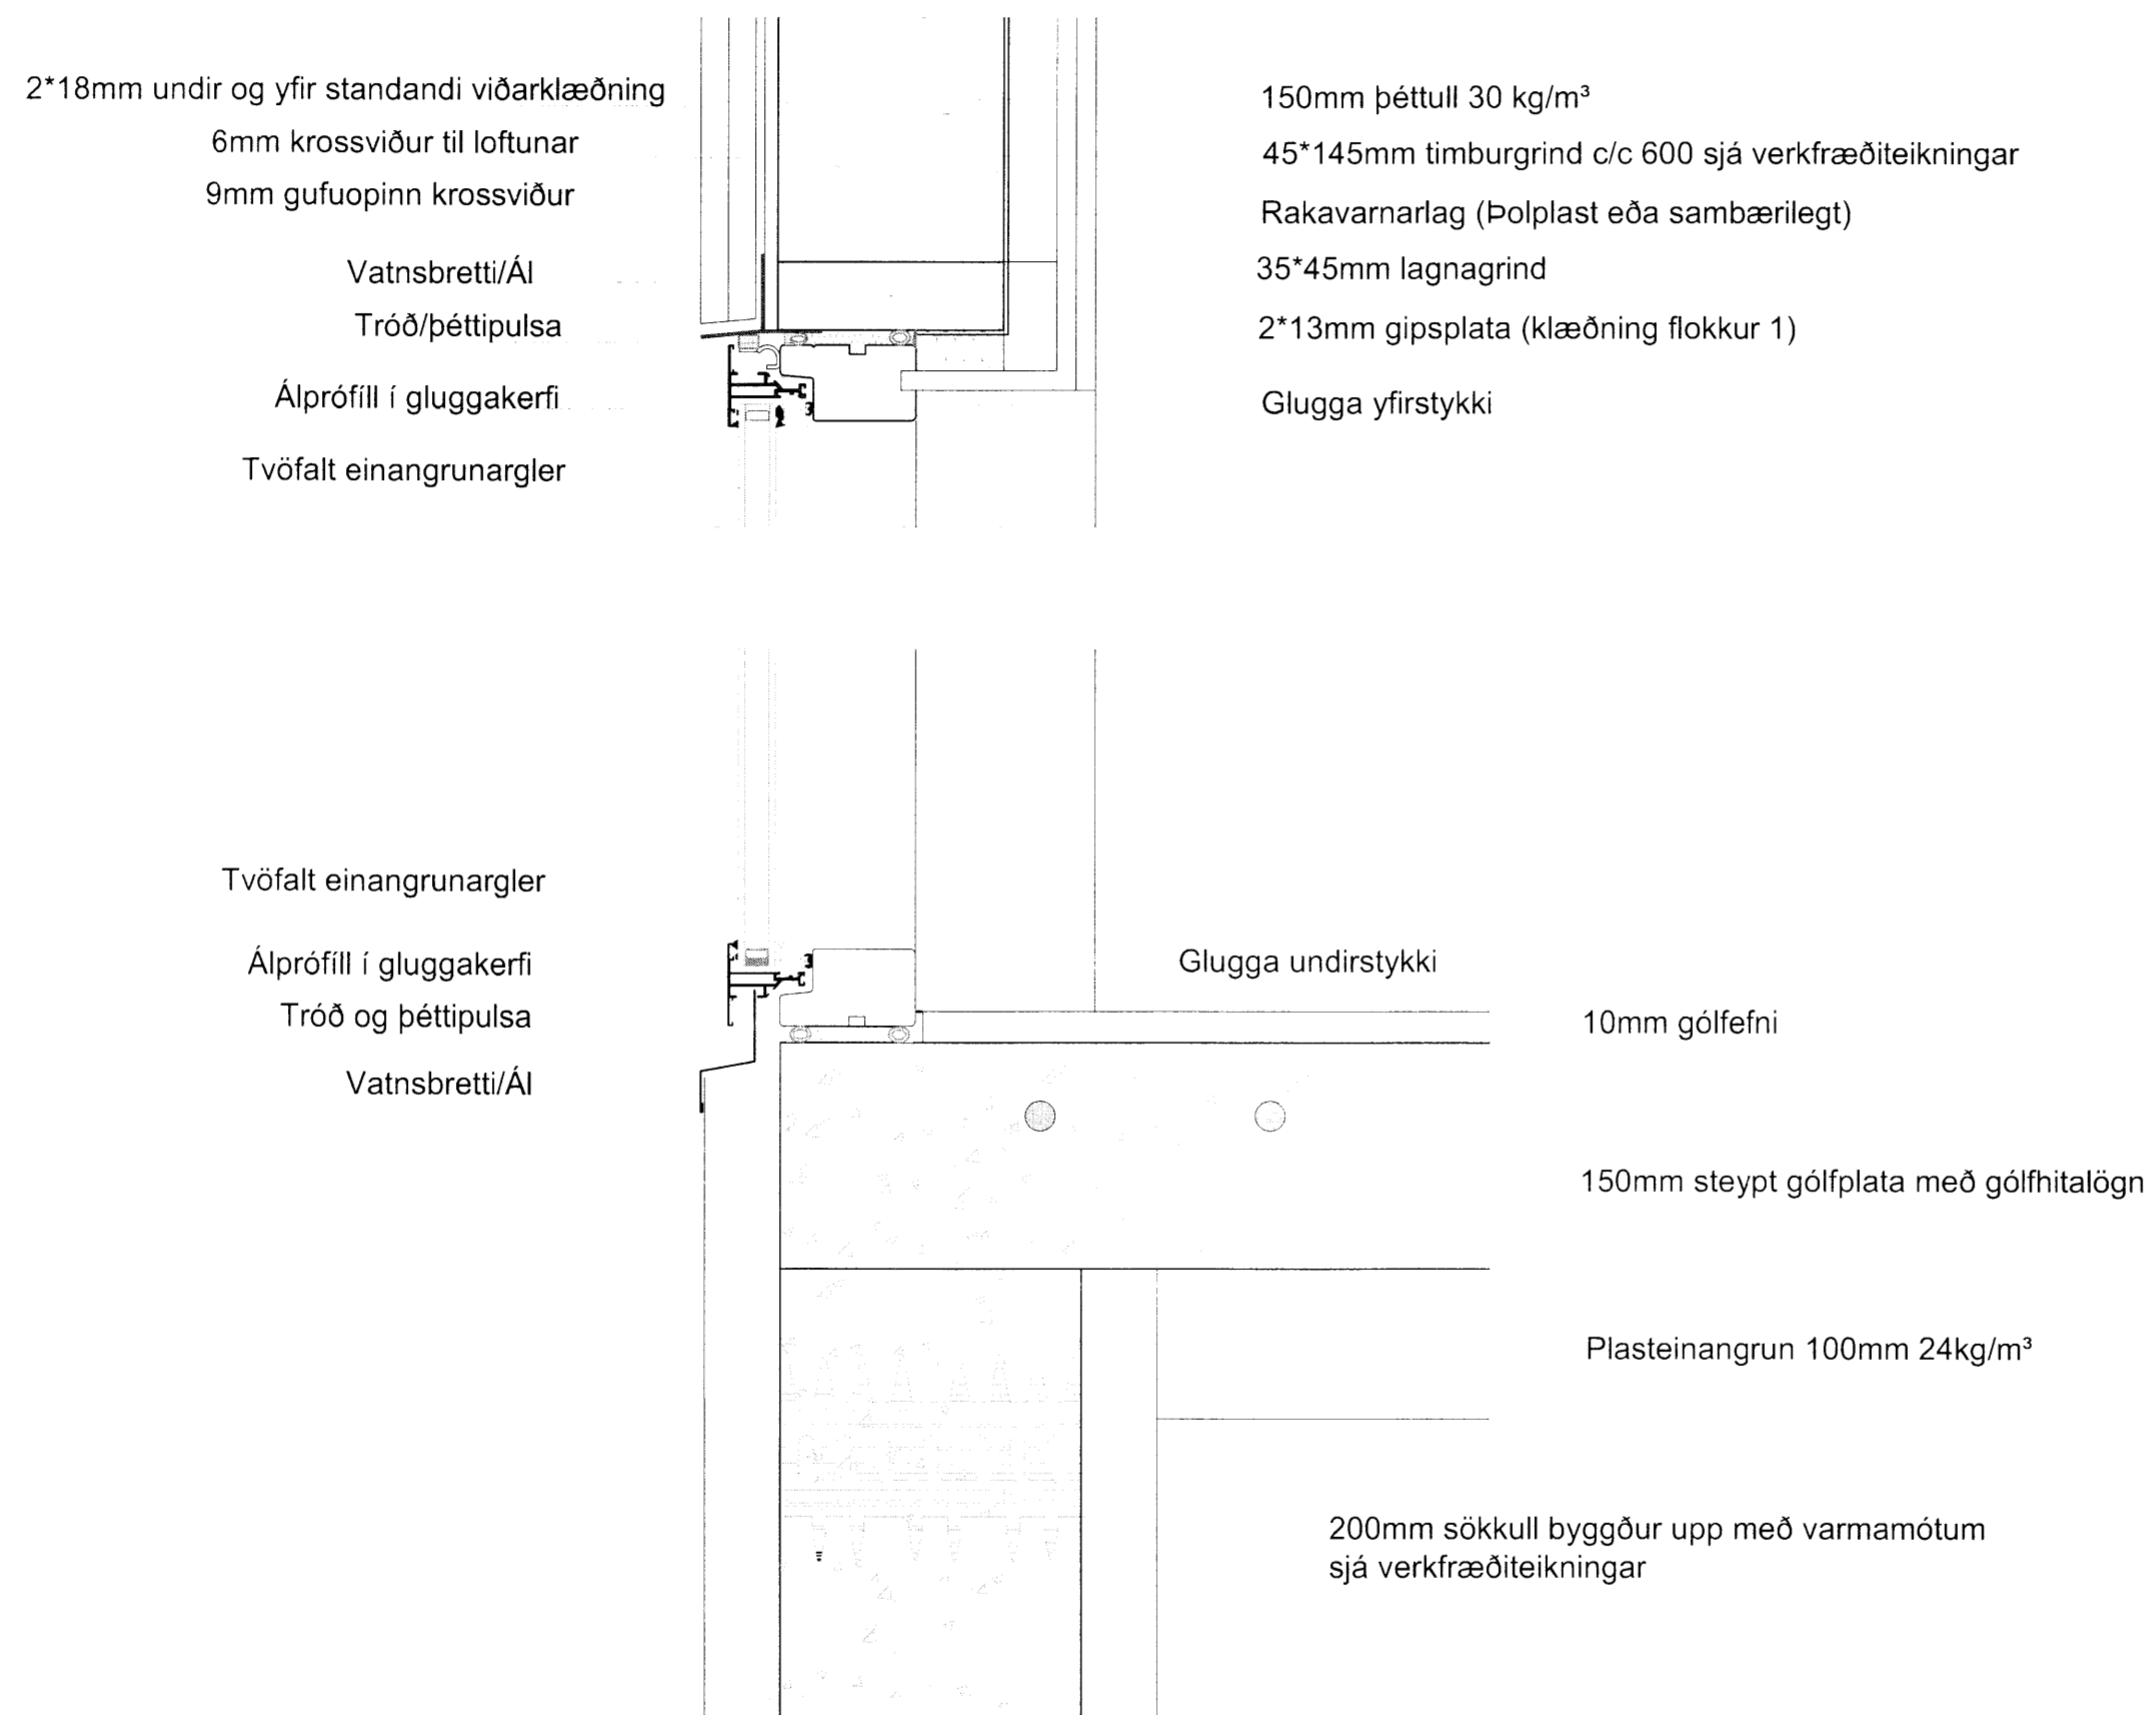 2*18mm undir og yfir standandi viðarklæðning
6mm krossviður til loftunar
9mm gufuopinn krossviður
Vatnsbretti/Ál
Tróð/þéttipulsa
Álprófíll í gluggakerfi
Tvöfalt einangrunargler
150mm þéttull 30 kg/m³
45*145mm timburgrind c/c 600 sjá verkfræðiteikningar
Rakavarnarlag (Þolplast eða sambærilegt)
35*45mm lagnagrind
2*13mm gipsplata (klæðning flokkur 1)
Glugga yfirstykki
Tvöfalt einangrunargler
Álprófíll í gluggakerfi
Tróð og þéttipulsa
Vatnsbretti/Ál
Glugga undirstykki
10mm gólfefni
150mm steypt gólfplata með gólfhitalögn
Plasteinangrun 100mm 24kg/m³
200mm sökkull byggður upp með varmamótum
sjá verkfræðiteikningar